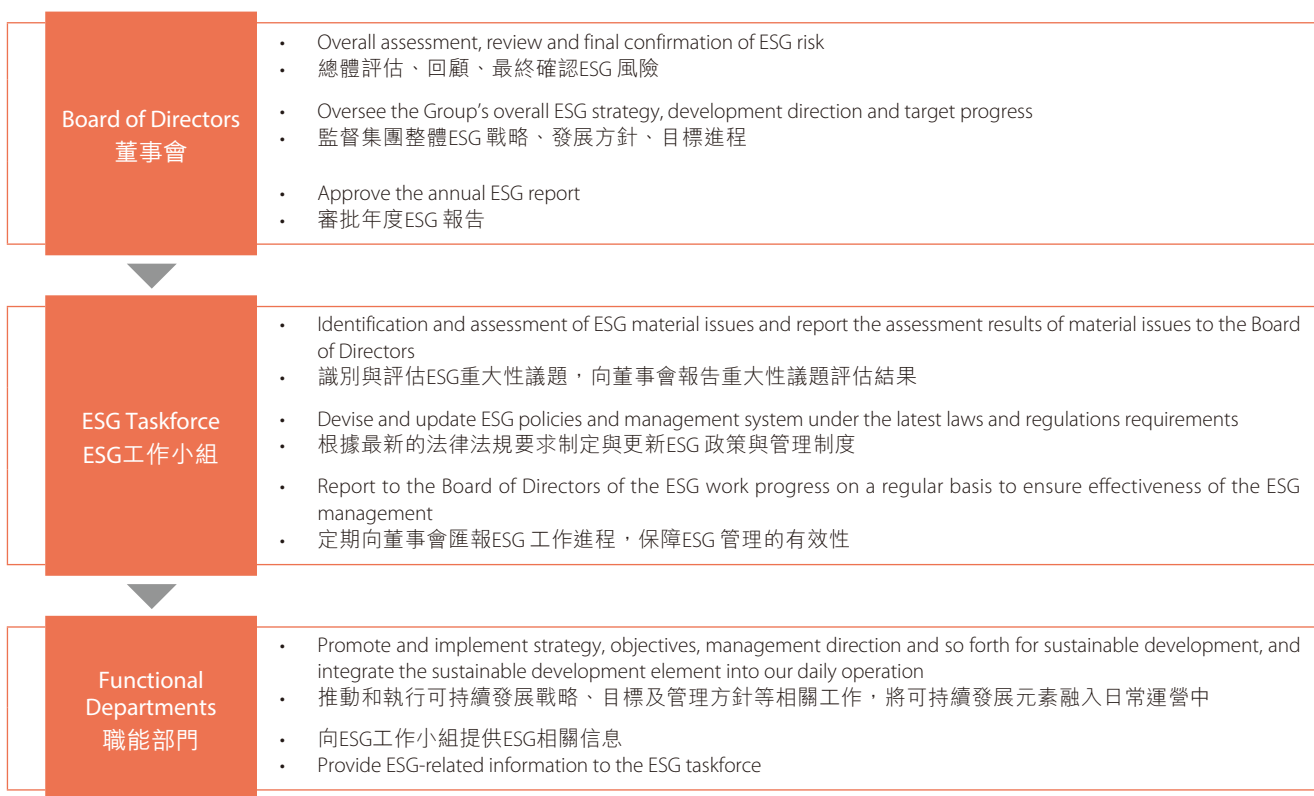 Board of Directors
董事會
• Overall assessment, review and final confirmation of ESG risk
• 總體評估、回顧、最終確認ESG 風險
• Oversee the Group's overall ESG strategy, development direction and target progress
• 監督集團整體ESG 戰略、發展方針、目標進程
• Approve the annual ESG report
• 審批年度ESG 報告
ESG Taskforce
ESG工作小組
• Identification and assessment of ESG material issues and report the assessment results of material issues to the Board
of Directors
• 識別與評估ESG重大性議題，向董事會報告重大性議題評估結果
• Devise and update ESG policies and management system under the latest laws and regulations requirements
• 根據最新的法律法規要求制定與更新ESG 政策與管理制度
• Report to the Board of Directors of the ESG work progress on a regular basis to ensure effectiveness of the ESG
management
• 定期向董事會匯報ESG 工作進程，保障ESG 管理的有效性
Functional
Departments
職能部門
• Promote and implement strategy, objectives, management direction and so forth for sustainable development, and
integrate the sustainable development element into our daily operation
• 推動和執行可持續發展戰略、目標及管理方針等相關工作，將可持續發展元素融入日常運營中
• 向ESG工作小組提供ESG相關信息
• Provide ESG-related information to the ESG taskforce